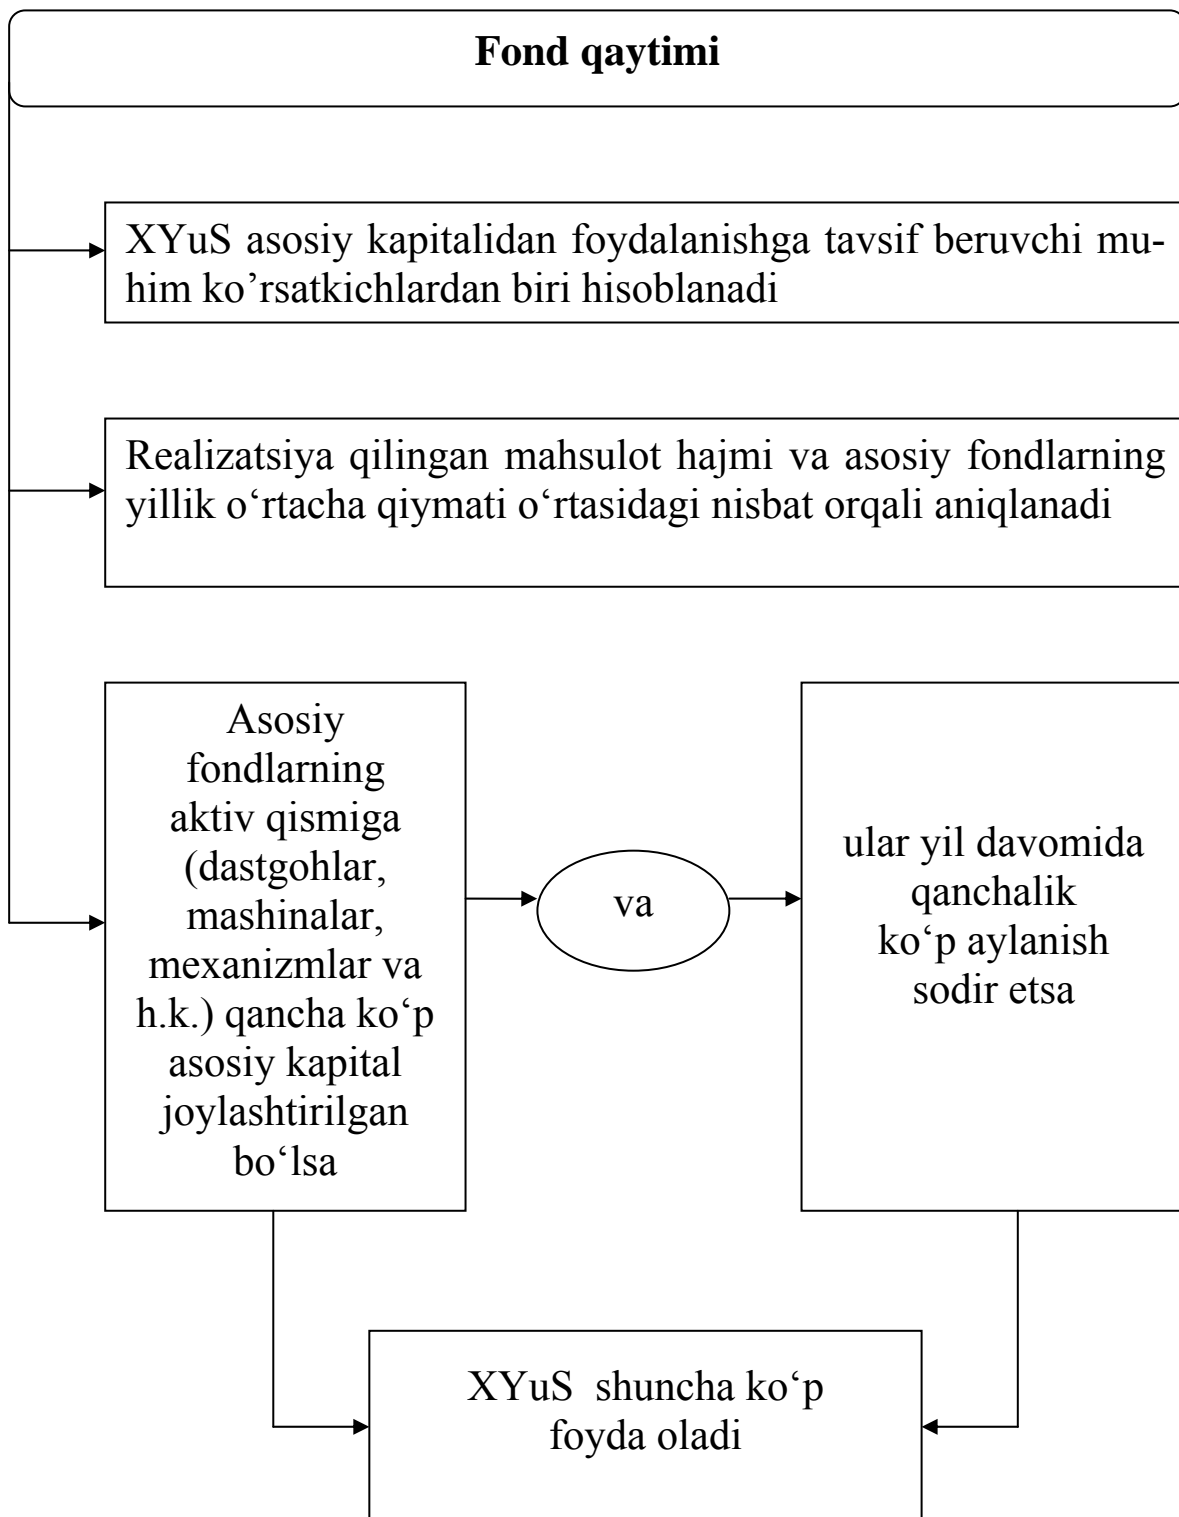 Fond qaytimi
XYuS asosiy kapitalidan foydalanishga tavsif beruvchi mu-
him ko’rsatkichlardan biri hisoblanadi
Realizatsiya qilingan mahsulot hajmi va asosiy fondlarning
yillik o‘rtacha qiymati o‘rtasidagi nisbat orqali aniqlanadi
Asosiy
fondlarning
aktiv qismiga
(dastgohlar,
mashinalar,
mexanizmlar va
h.k.) qancha ko‘p
asosiy kapital
joylashtirilgan
bo‘lsa
va
ular yil davomida
qanchalik
ko‘p aylanish
sodir etsa
XYuS shuncha ko‘p
foyda oladi